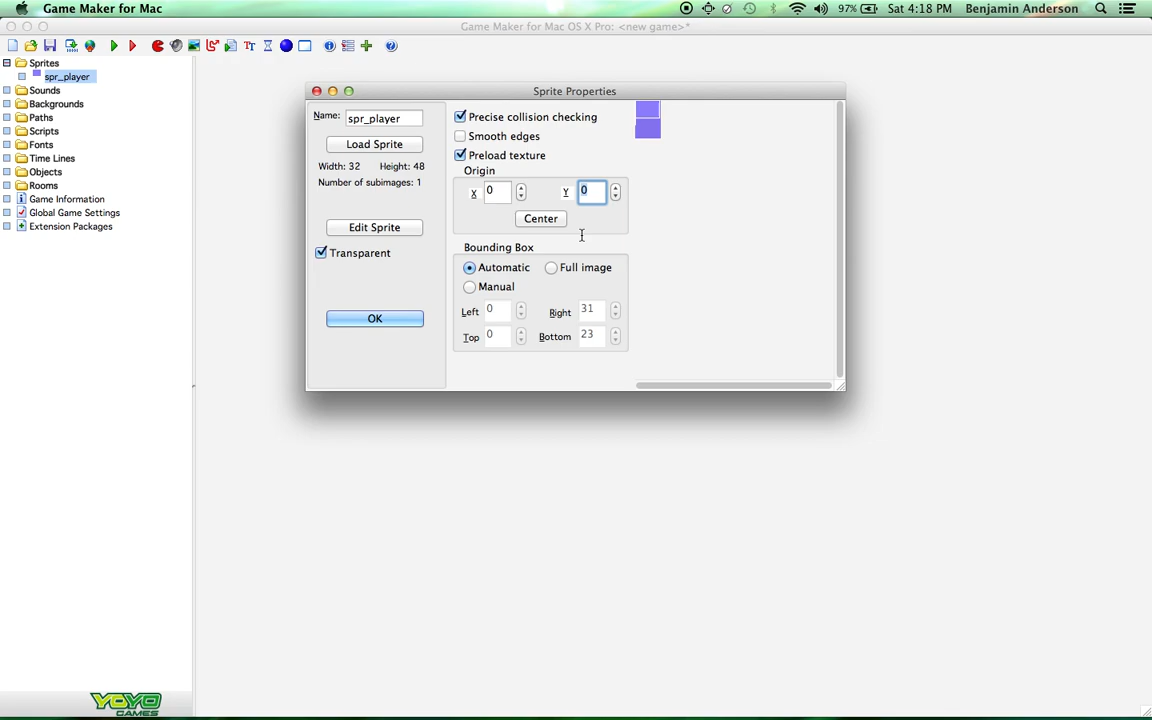 Game Maker for Mac
97%
Sat 4:18 PM
Benjamin Anderson
Game Maker for Mac OS X Pro: <new game>*
Sprites
spr_player
Sounds
Backgrounds
Paths
Scripts
Fonts
Time Lines
Objects
Rooms
Game Information
Global Game Settings
Extension Packages
Sprite Properties
Name: spr_player
Load Sprite
Width: 32 Height: 48
Number of subimages: 1
Edit Sprite
Transparent
OK
Precise collision checking
Smooth edges
Preload texture
Origin
X 0 Y 0
Center
Bounding Box
Automatic Full image
Manual
Left 0 Right 31
Top 0 Bottom 23
YOYO
GAMES